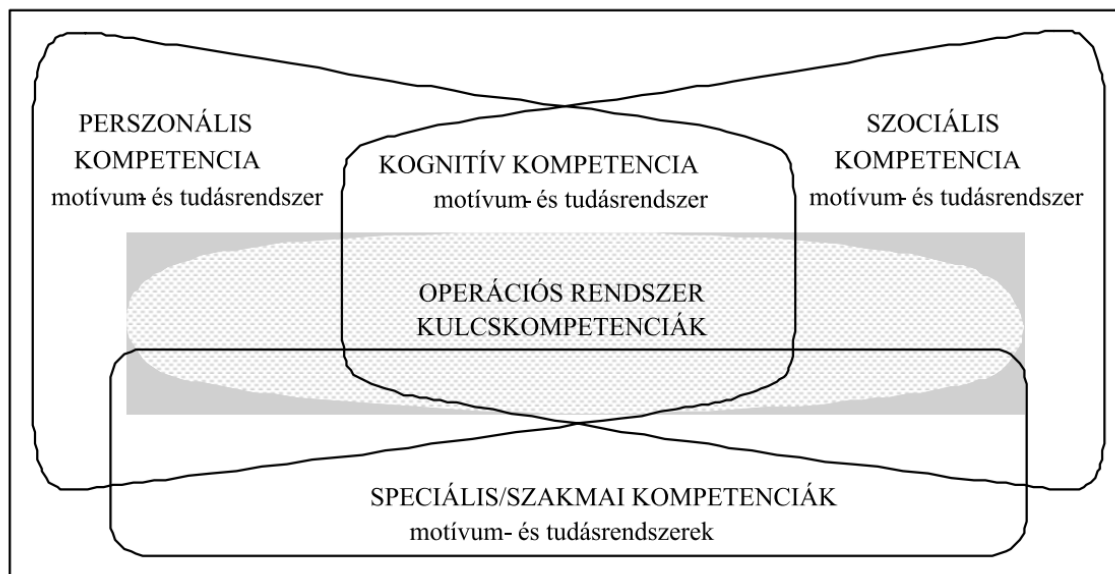 PERSZONÁLIS
KOMPETENCIA
motívum- és tudásrendszer
KOGNITÍV KOMPETENCIA
motívum- és tudásrendszer
SZOCIÁLIS
KOMPETENCIA
motívum- és tudásrendszer
OPERÁCIÓS RENDSZER
KULCSKOMPETENCIÁK
SPECIÁLIS/SZAKMAI KOMPETENCIÁK
motívum- és tudásrendszerek